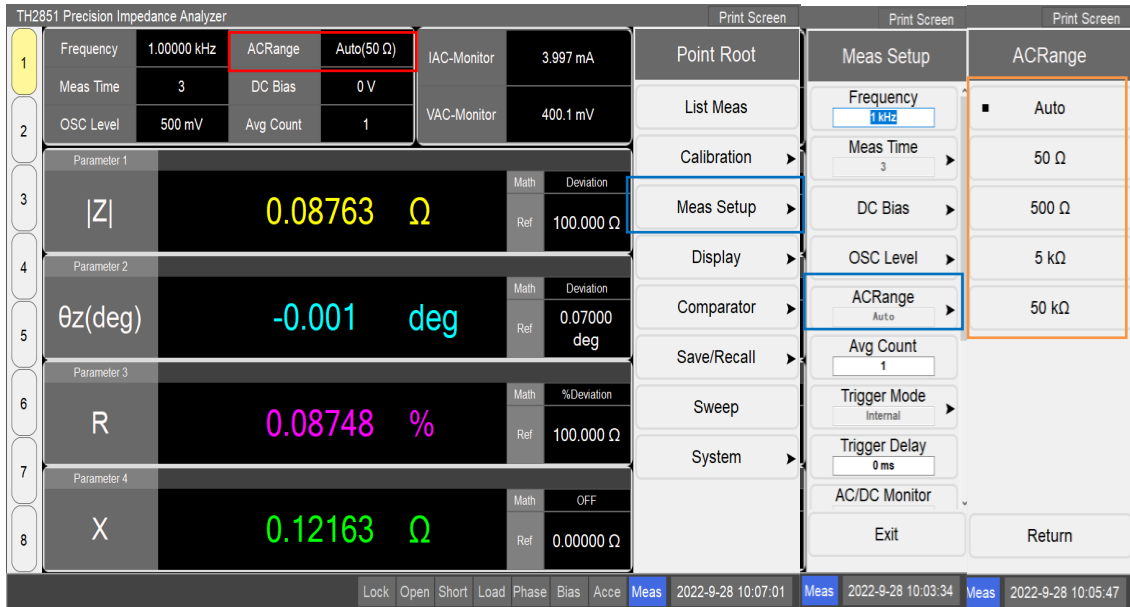 TH2851 Precision Impedance Analyzer
Print Screen
Print Screen
Print Screen
1
2
3
4
5
6
7
8
Frequency 1.00000 kHz ACRange Auto(50 Ω)
Meas Time 3 DC Bias 0 V
OSC Level 500 mV Avg Count 1
IAC-Monitor 3.997 mA
VAC-Monitor 400.1 mV
Parameter 1
|Z| 0.08763 Ω
Math Deviation
Ref 100.000 Ω
Parameter 2
θz(deg) -0.001 deg
Math Deviation
Ref 0.07000
deg
Parameter 3
R 0.08748 %
Math %Deviation
Ref 100.000 Ω
Parameter 4
X 0.12163 Ω
Math OFF
Ref 0.00000 Ω
Point Root
List Meas
Calibration
Meas Setup
Display
Comparator
Save/Recall
Sweep
System
Meas Setup
Frequency
1 kHz
Meas Time
3
DC Bias
OSC Level
ACRange
Auto
Avg Count
1
Trigger Mode
Internal
Trigger Delay
0 ms
AC/DC Monitor
Exit
ACRange
Auto
50 Ω
500 Ω
5 kΩ
50 kΩ
Return
Lock Open Short Load Phase Bias Acce Meas 2022-9-28 10:07:01
Meas 2022-9-28 10:03:34
Meas 2022-9-28 10:05:47